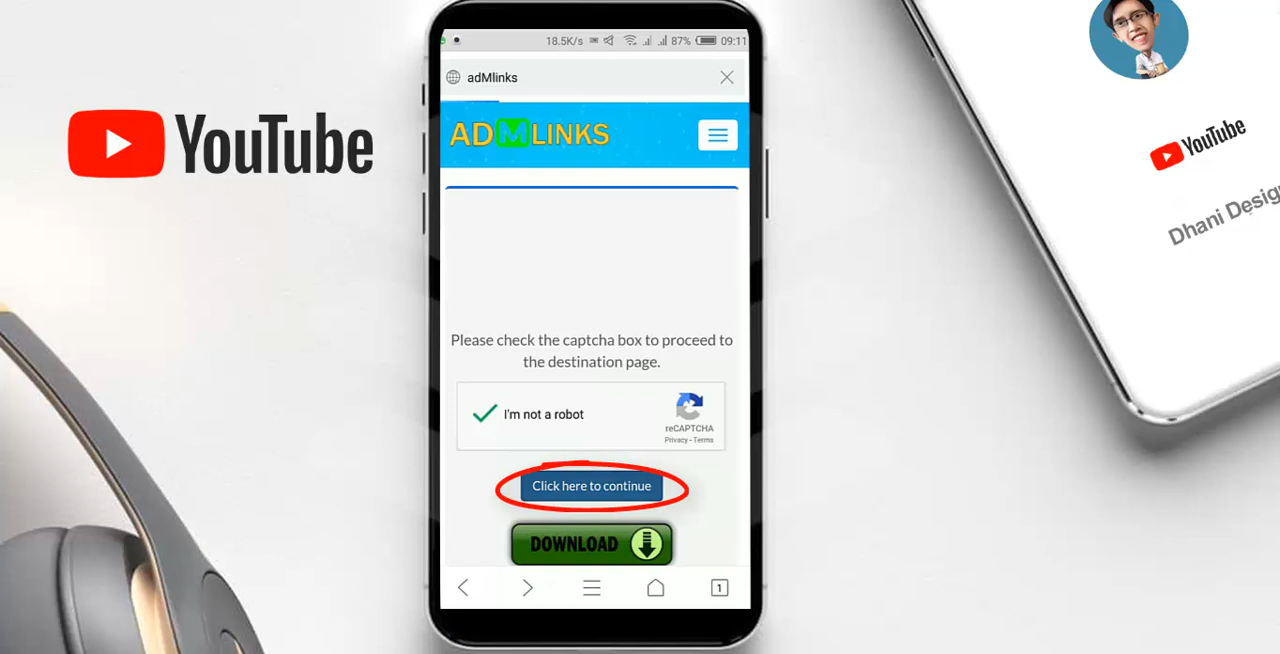 YouTube
18.5K/s 87% 09:11
adMlinks
ADMLINKS
Please check the captcha box to proceed to
the destination page.
I'm not a robot
reCAPTCHA
Privacy - Terms
Click here to continue
DOWNLOAD
1
YouTube
Dhani Desig